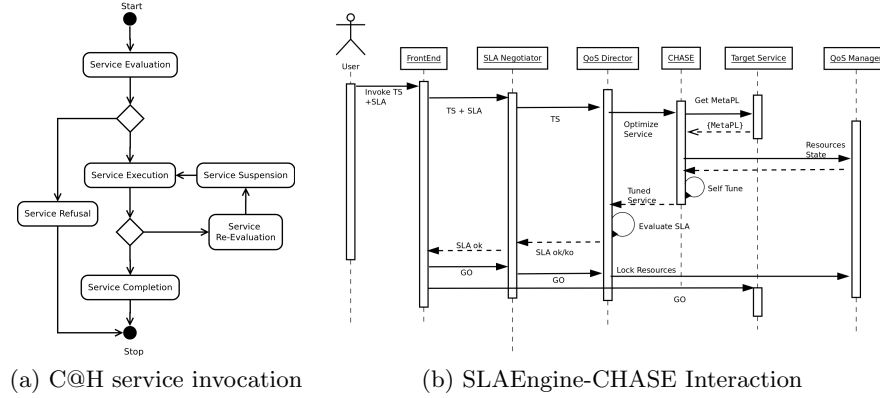 Start
Service Evaluation
Service Execution
Service Suspension
Service Refusal
Service
Re-Evaluation
Service Completion
Stop
(a) C@H service invocation
User
FrontEnd
SLA Negotiator
QoS Director
CHASE
Target Service
QoS Manager
Invoke TS
+SLA
TS + SLA
TS
Optimize
Service
Get MetaPL
{MetaPL}
Resources
State
Self Tune
Tuned
Service
Evaluate SLA
SLA ok/ko
SLA ok
GO
GO
Lock Resources
GO
(b) SLAEngine-CHASE Interaction